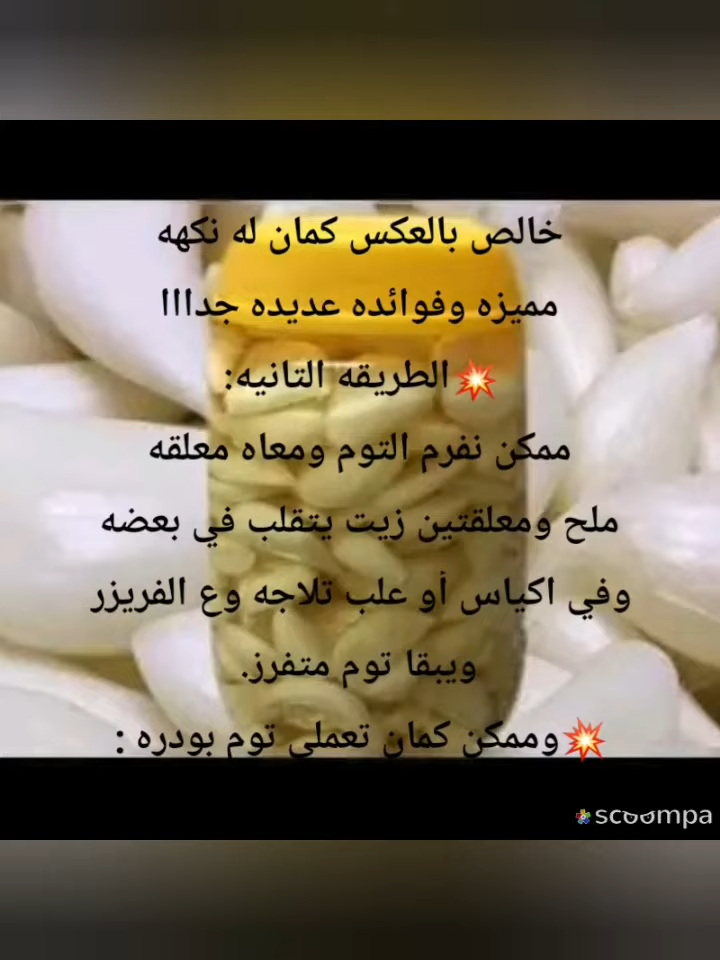 خالص بالعكس كمان له نكهه
مميزه وفوائده عديده جدااا
💥الطريقه التانيه:
ممكن نفرم التوم ومعاه معلقه
ملح ومعلقتين زيت يتقلب في بعضه
وفي اكياس أو علب تلاجه وع الفريزر
ويبقا توم متفرز.
💥وممكن كمان تعملي توم بودره :
scoompa